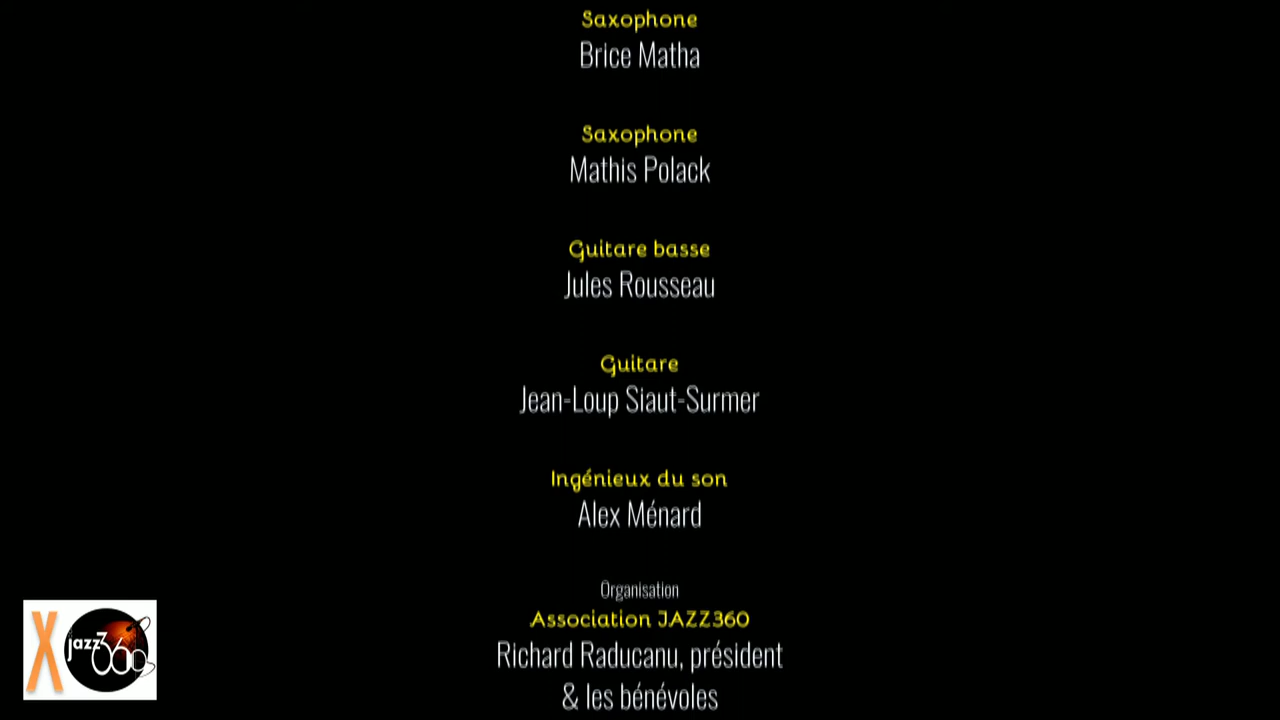 Saxophone
Brice Matha
Saxophone
Mathis Polack
Guitare basse
Jules Rousseau
Guitare
Jean-Loup Siaut-Surmer
Ingénieux du son
Alex Ménard
Organisation
Association JAZZ360
Richard Raducanu, président
& les bénévoles
X jazz360